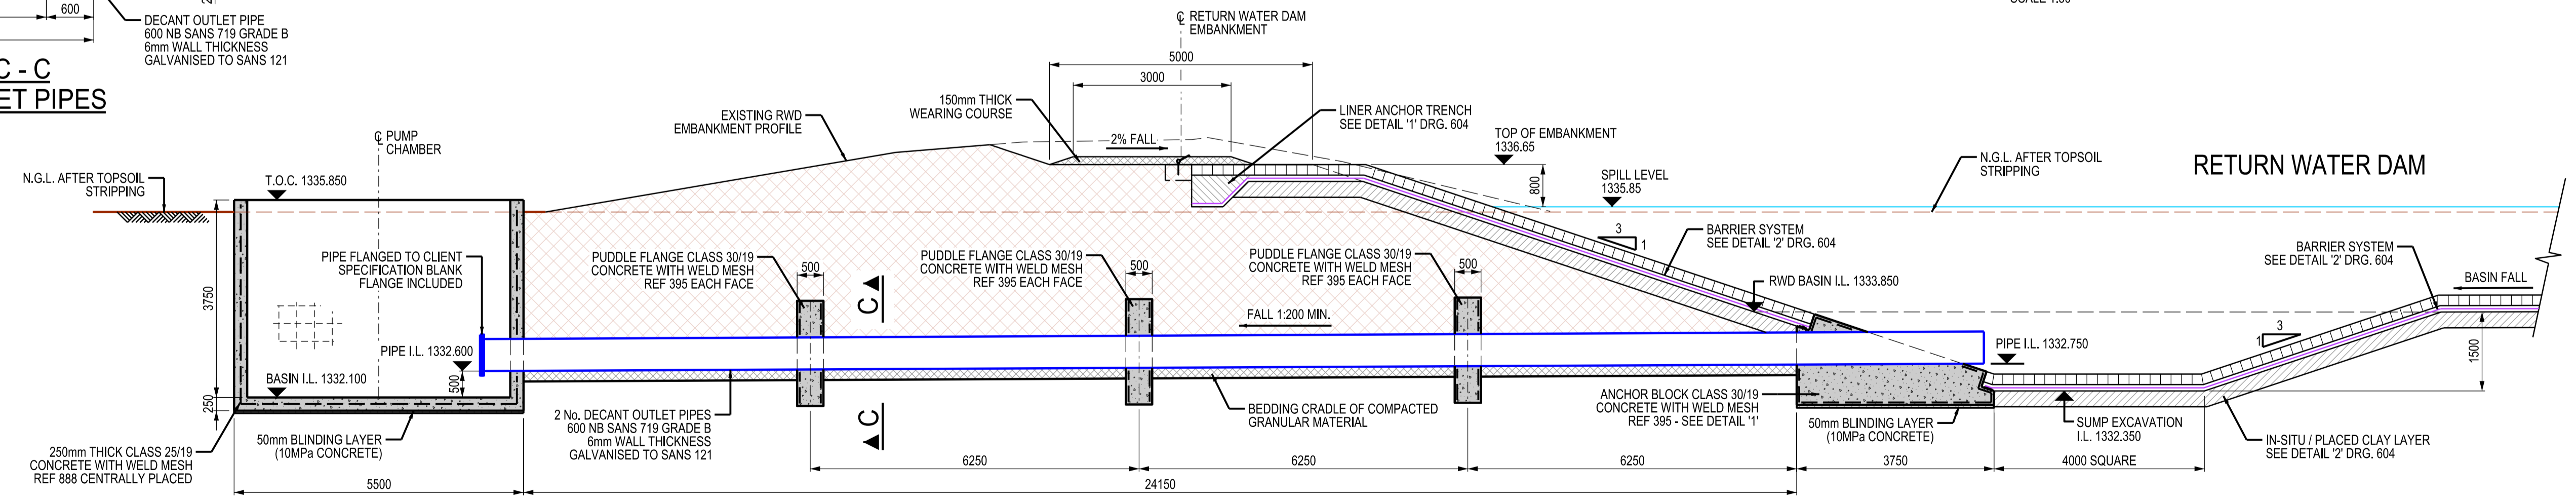 600
DECANT OUTLET PIPE
600 NB SANS 719 GRADE B
6mm WALL THICKNESS
GALVANISED TO SANS 121
C - C
ET PIPES
℄ RETURN WATER DAM
EMBANKMENT
5000
3000
150mm THICK
WEARING COURSE
2% FALL
EXISTING RWD
EMBANKMENT PROFILE
LINER ANCHOR TRENCH
SEE DETAIL '1' DRG. 604
TOP OF EMBANKMENT
1336.65
800
SPILL LEVEL
1335.85
N.G.L. AFTER TOPSOIL
STRIPPING
RETURN WATER DAM
℄ PUMP
CHAMBER
N.G.L. AFTER TOPSOIL
STRIPPING
T.O.C. 1335.850
PIPE FLANGED TO CLIENT
SPECIFICATION BLANK
FLANGE INCLUDED
PUDDLE FLANGE CLASS 30/19
CONCRETE WITH WELD MESH
REF 395 EACH FACE
500
C
PUDDLE FLANGE CLASS 30/19
CONCRETE WITH WELD MESH
REF 395 EACH FACE
500
PUDDLE FLANGE CLASS 30/19
CONCRETE WITH WELD MESH
REF 395 EACH FACE
500
3
1
BARRIER SYSTEM
SEE DETAIL '2' DRG. 604
RWD BASIN I.L. 1333.850
BARRIER SYSTEM
SEE DETAIL '2' DRG. 604
BASIN FALL
FALL 1:200 MIN.
3
1
1500
3750
250
PIPE I.L. 1332.600
BASIN I.L. 1332.100
500
PIPE I.L. 1332.750
250mm THICK CLASS 25/19
CONCRETE WITH WELD MESH
REF 888 CENTRALLY PLACED
50mm BLINDING LAYER
(10MPa CONCRETE)
2 No. DECANT OUTLET PIPES
600 NB SANS 719 GRADE B
6mm WALL THICKNESS
GALVANISED TO SANS 121
C
BEDDING CRADLE OF COMPACTED
GRANULAR MATERIAL
ANCHOR BLOCK CLASS 30/19
CONCRETE WITH WELD MESH
REF 395 - SEE DETAIL '1'
50mm BLINDING LAYER
(10MPa CONCRETE)
SUMP EXCAVATION
I.L. 1332.350
IN-SITU / PLACED CLAY LAYER
SEE DETAIL '2' DRG. 604
6250
6250
6250
3750
4000 SQUARE
5500
24150